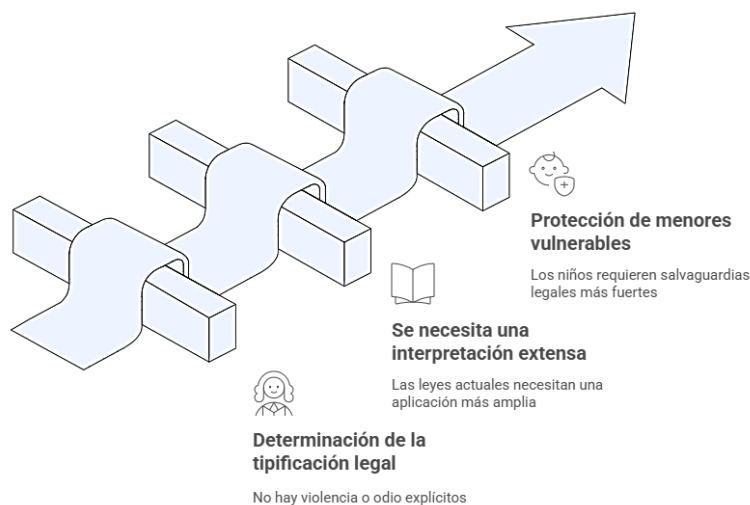 Protección de menores
vulnerables
Los niños requieren salvaguardias
legales más fuertes
Se necesita una
interpretación extensa
Las leyes actuales necesitan una
aplicación más amplia
Determinación de la
tipificación legal
No hay violencia o odio explícitos